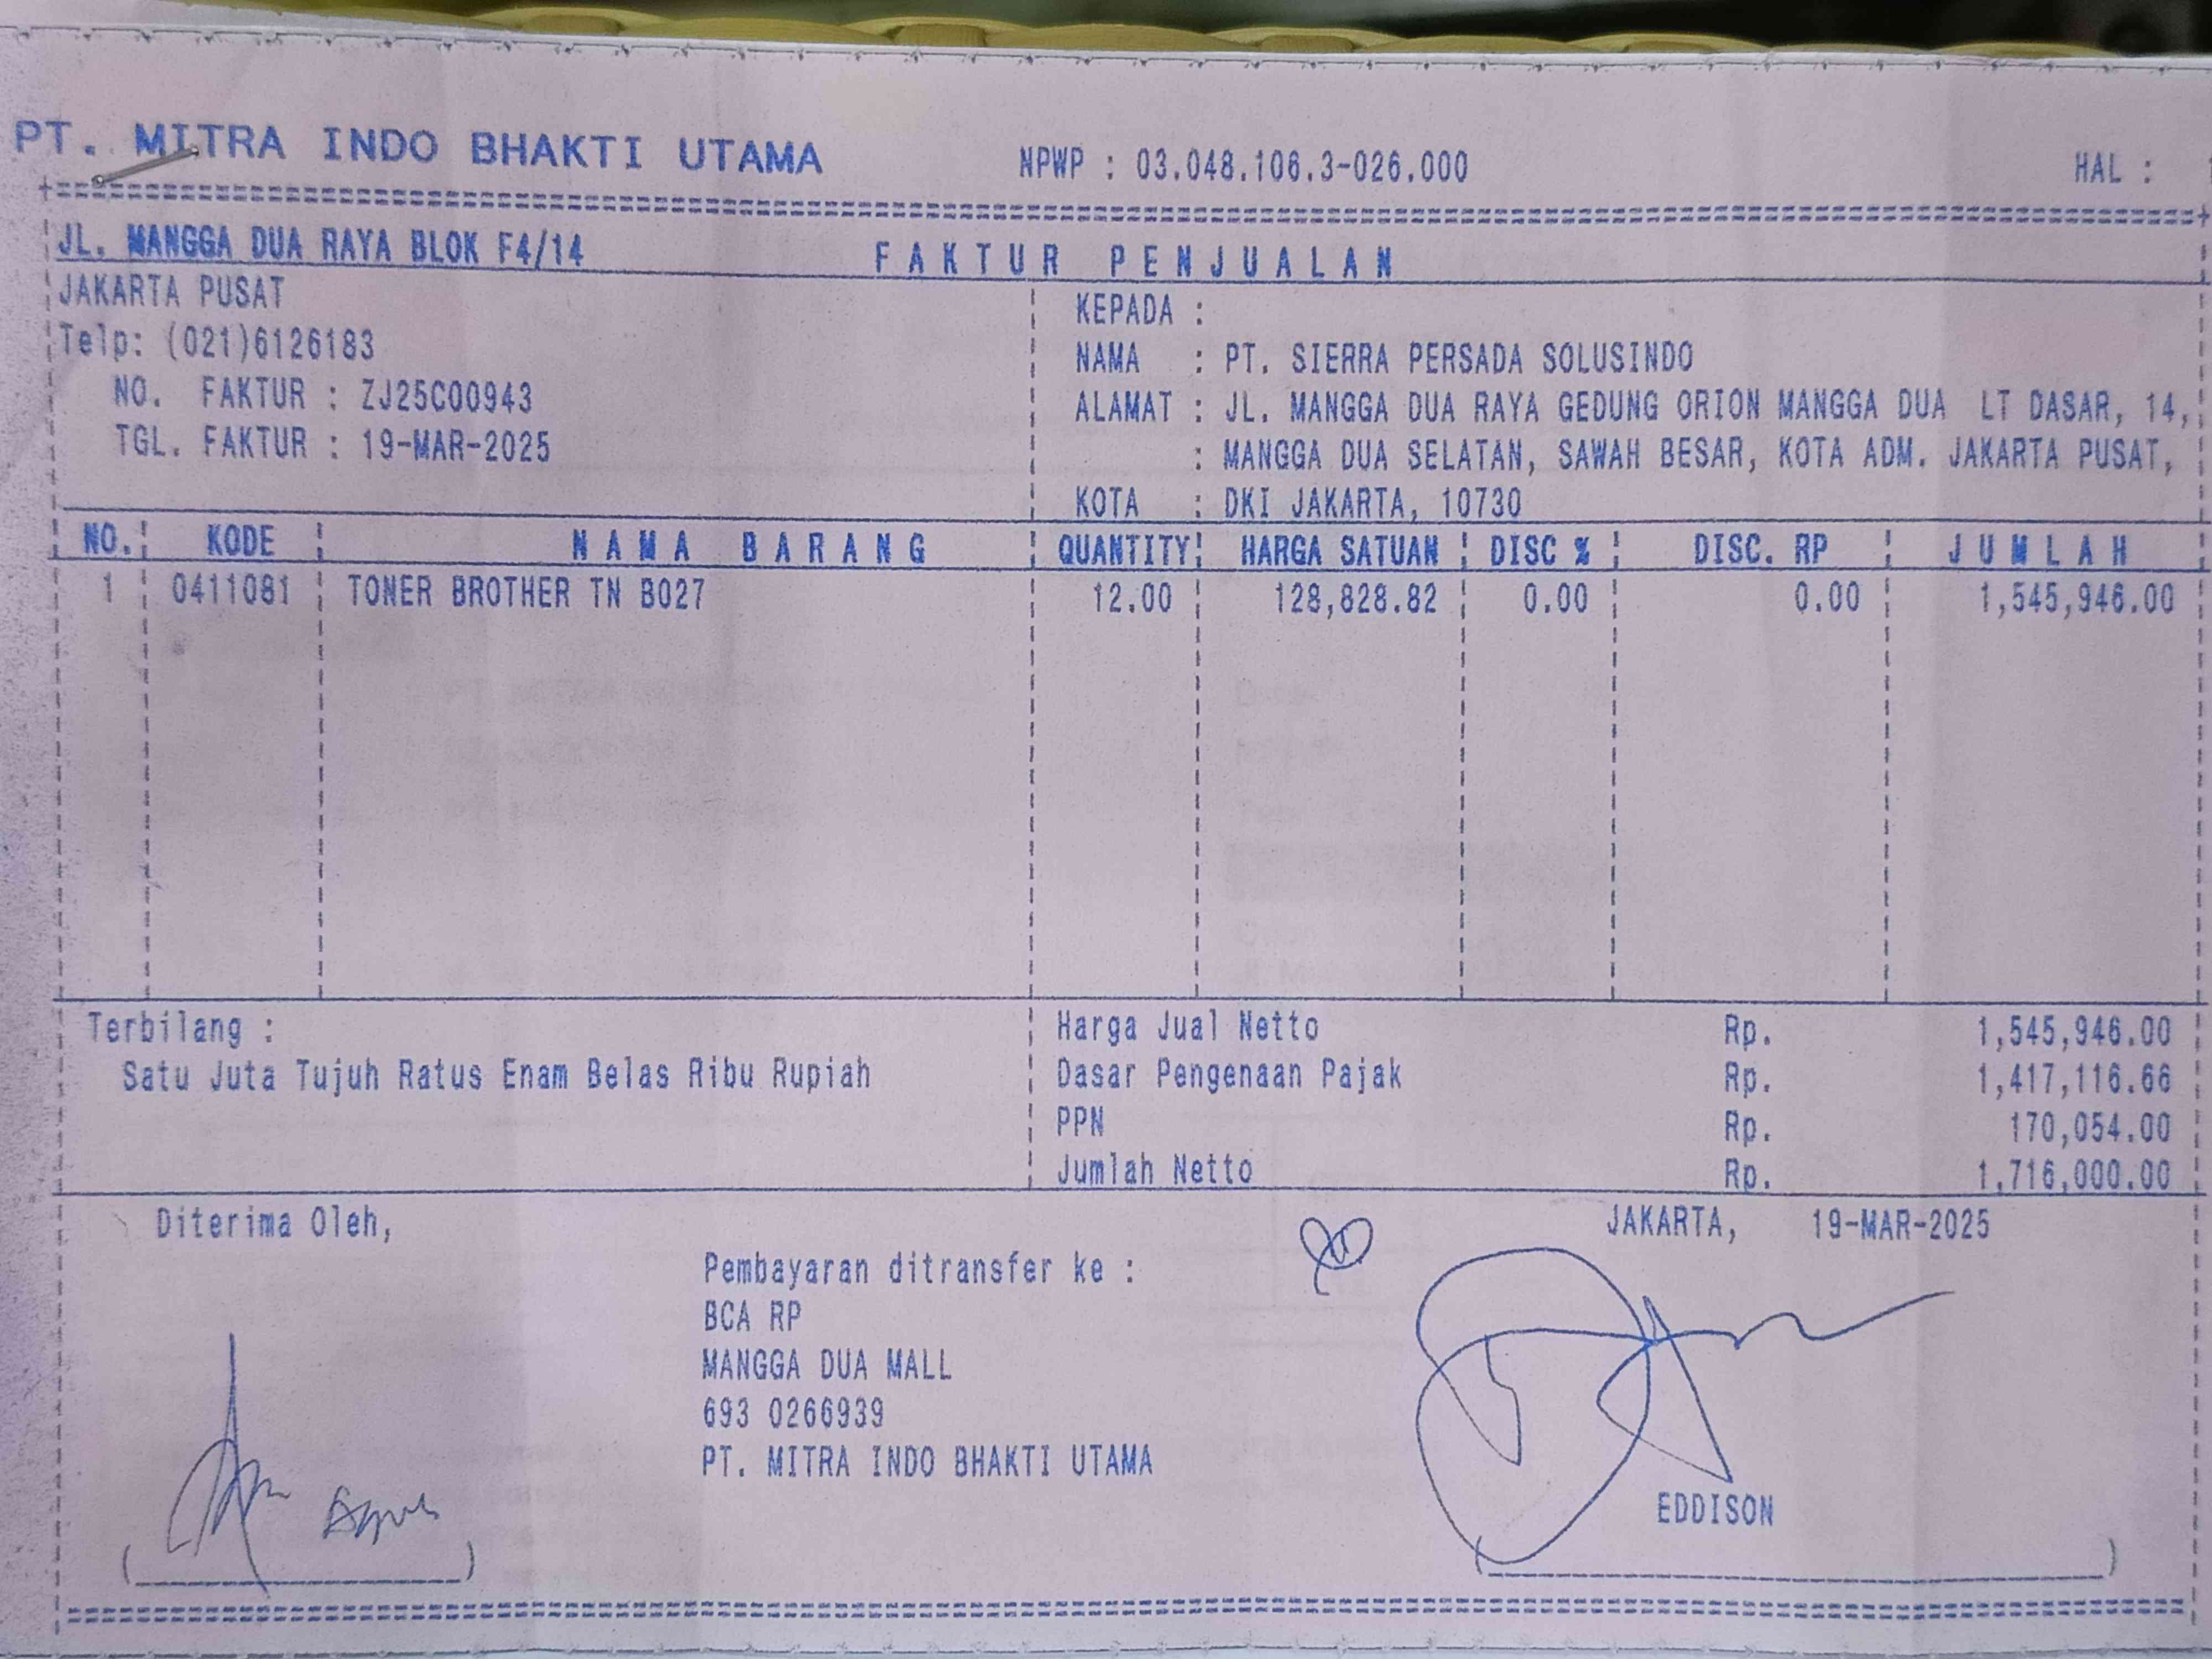 PT. MITRA INDO BHAKTI UTAMA NPWP : 03.048.106.3-026.000 HAL :
JL. MANGGA DUA RAYA BLOK F4/14 FAKTUR PENJUALAN
JAKARTA PUSAT KEPADA :
Telp: (021)6126183 NAMA : PT. SIERRA PERSADA SOLUSINDO
NO. FAKTUR : ZJ25C00943 ALAMAT : JL. MANGGA DUA RAYA GEDUNG ORION MANGGA DUA LT DASAR, 14,
TGL. FAKTUR : 19-MAR-2025 : MANGGA DUA SELATAN, SAWAH BESAR, KOTA ADM. JAKARTA PUSAT,
KOTA : DKI JAKARTA, 10730
NO. KODE NAMA BARANG QUANTITY HARGA SATUAN DISC % DISC. RP JUMLAH
1 0411081 TONER BROTHER TN B027 12.00 128,828.82 0.00 0.00 1,545,946.00
Terbilang : Harga Jual Netto Rp. 1,545,946.00
Satu Juta Tujuh Ratus Enam Belas Ribu Rupiah Dasar Pengenaan Pajak Rp. 1,417,116.66
PPN Rp. 170,054.00
Jumlah Netto Rp. 1,716,000.00
Diterima Oleh, JAKARTA, 19-MAR-2025
Pembayaran ditransfer ke :
BCA RP
MANGGA DUA MALL
693 0266939
PT. MITRA INDO BHAKTI UTAMA
Agus
EDDISON